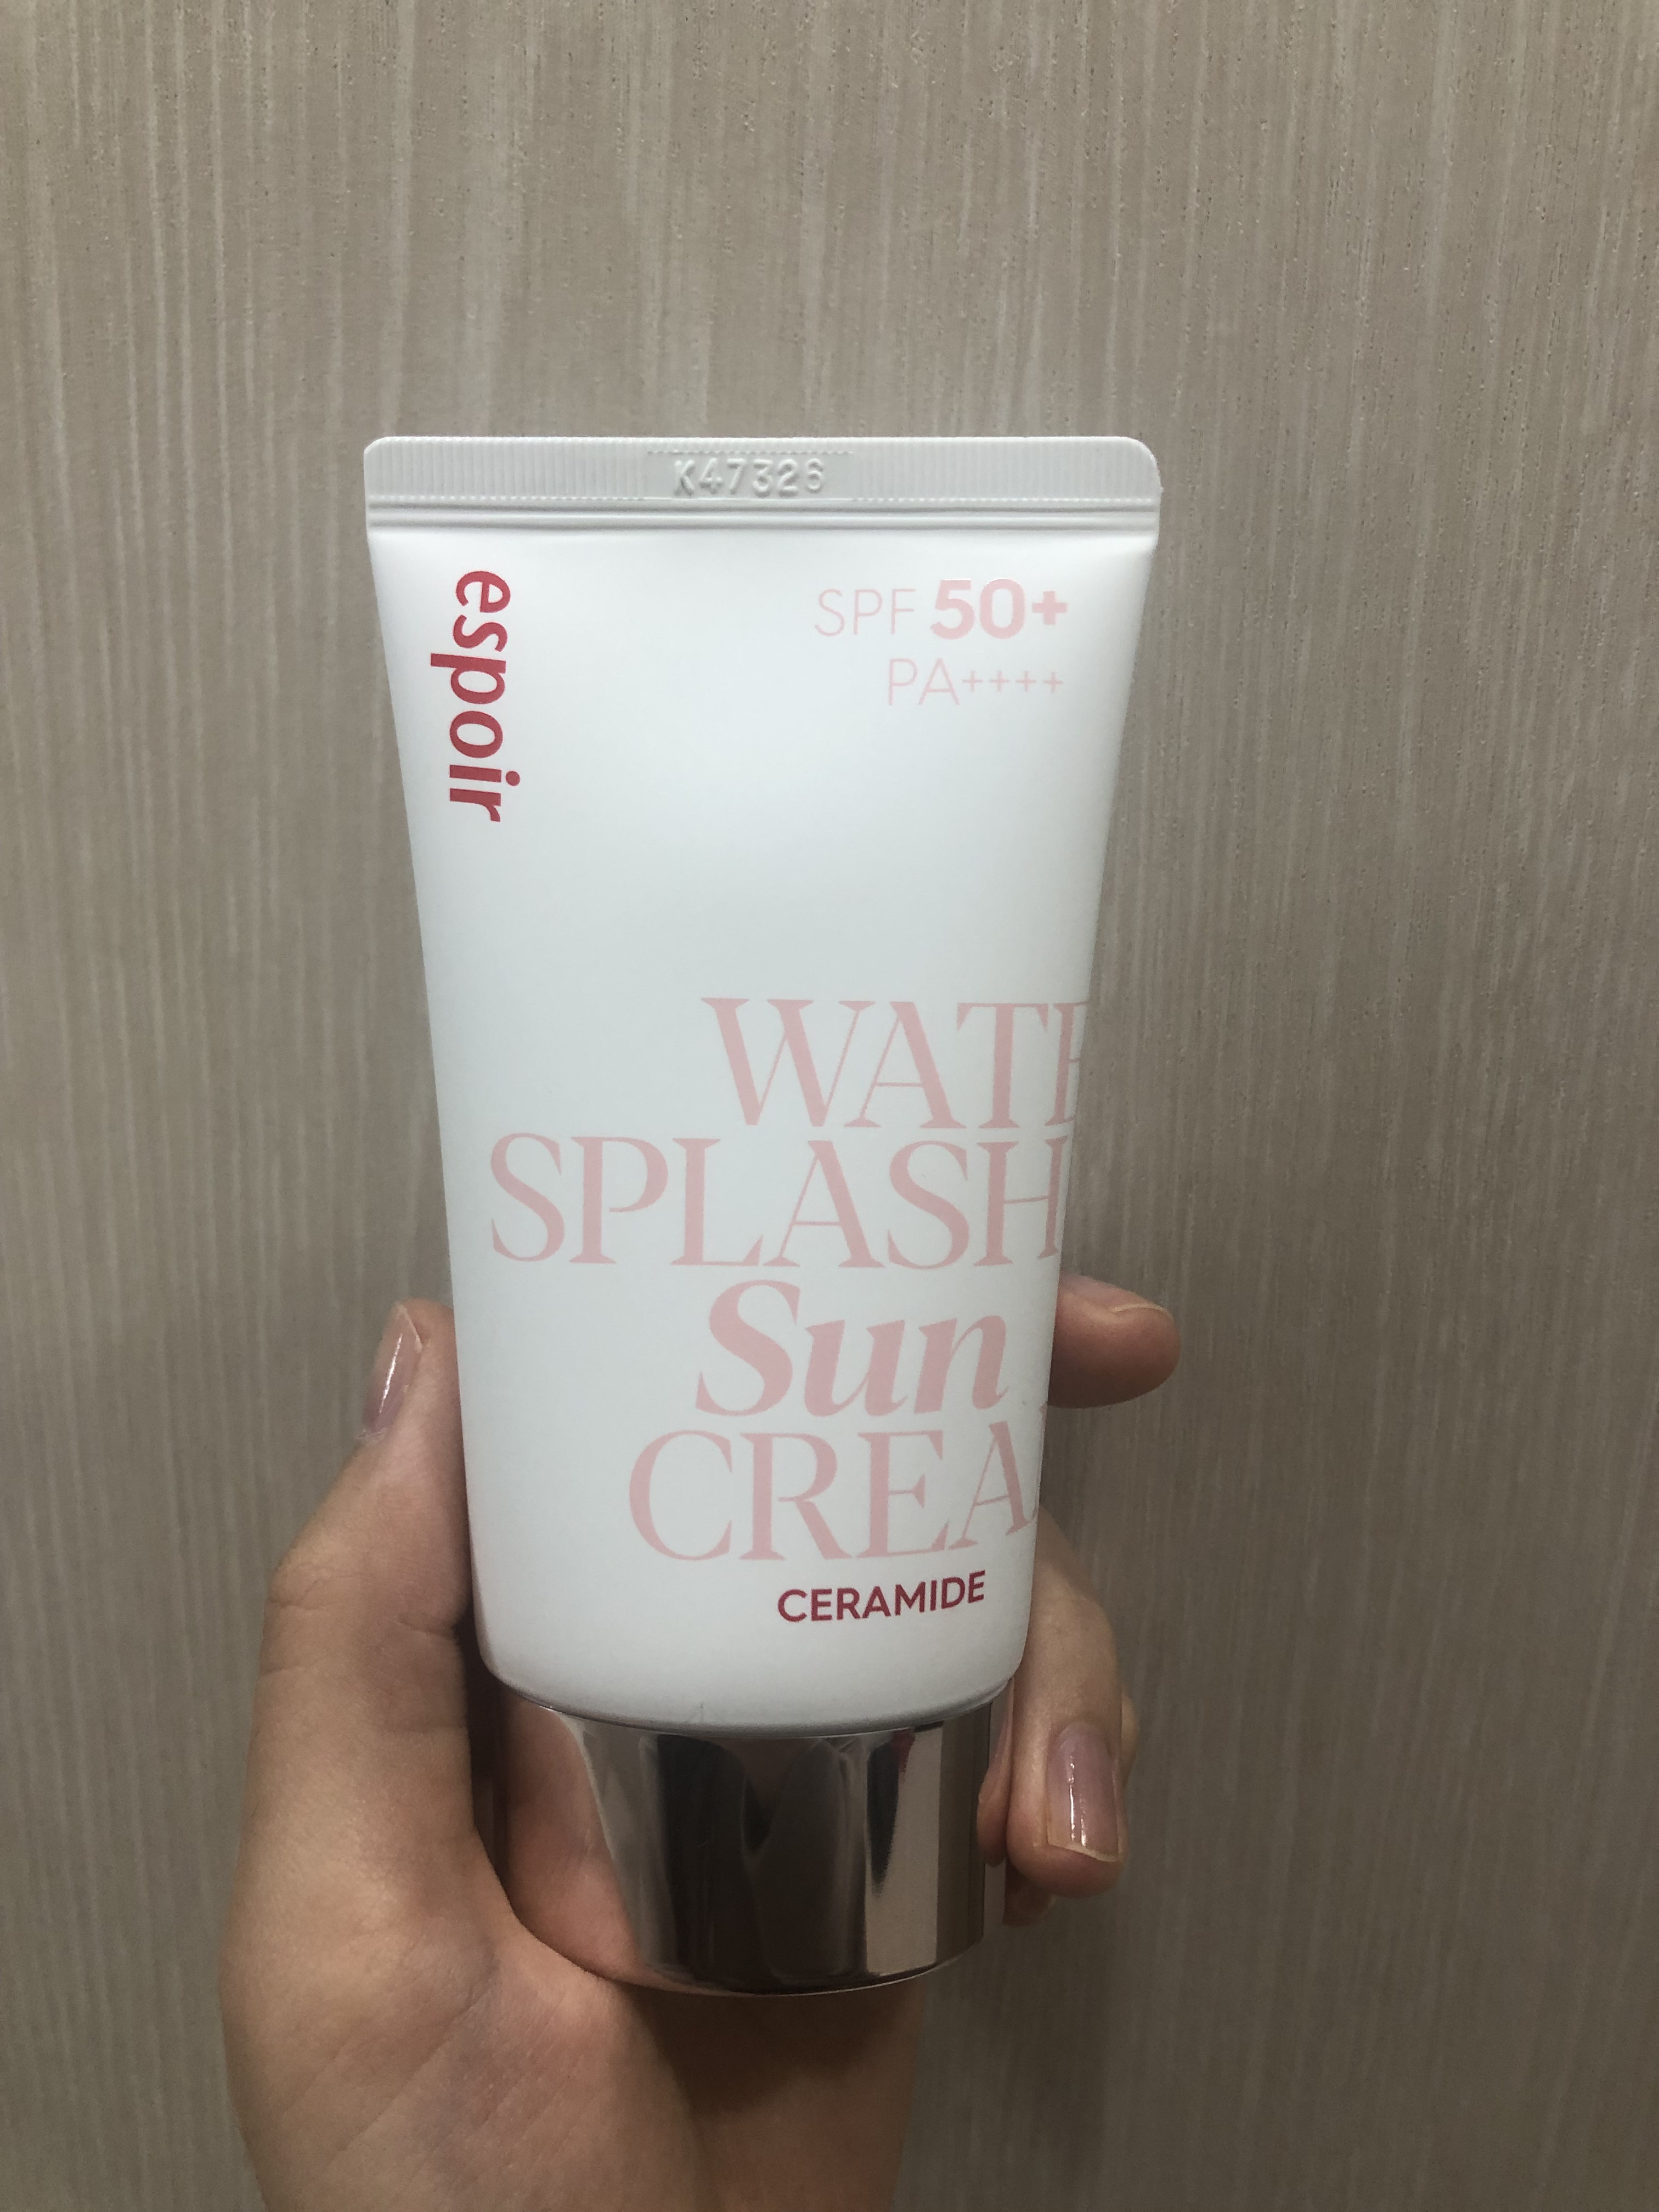 K47326
espoir
SPF 50+
PA++++
WATE
SPLASH
Sun
CREA
CERAMIDE